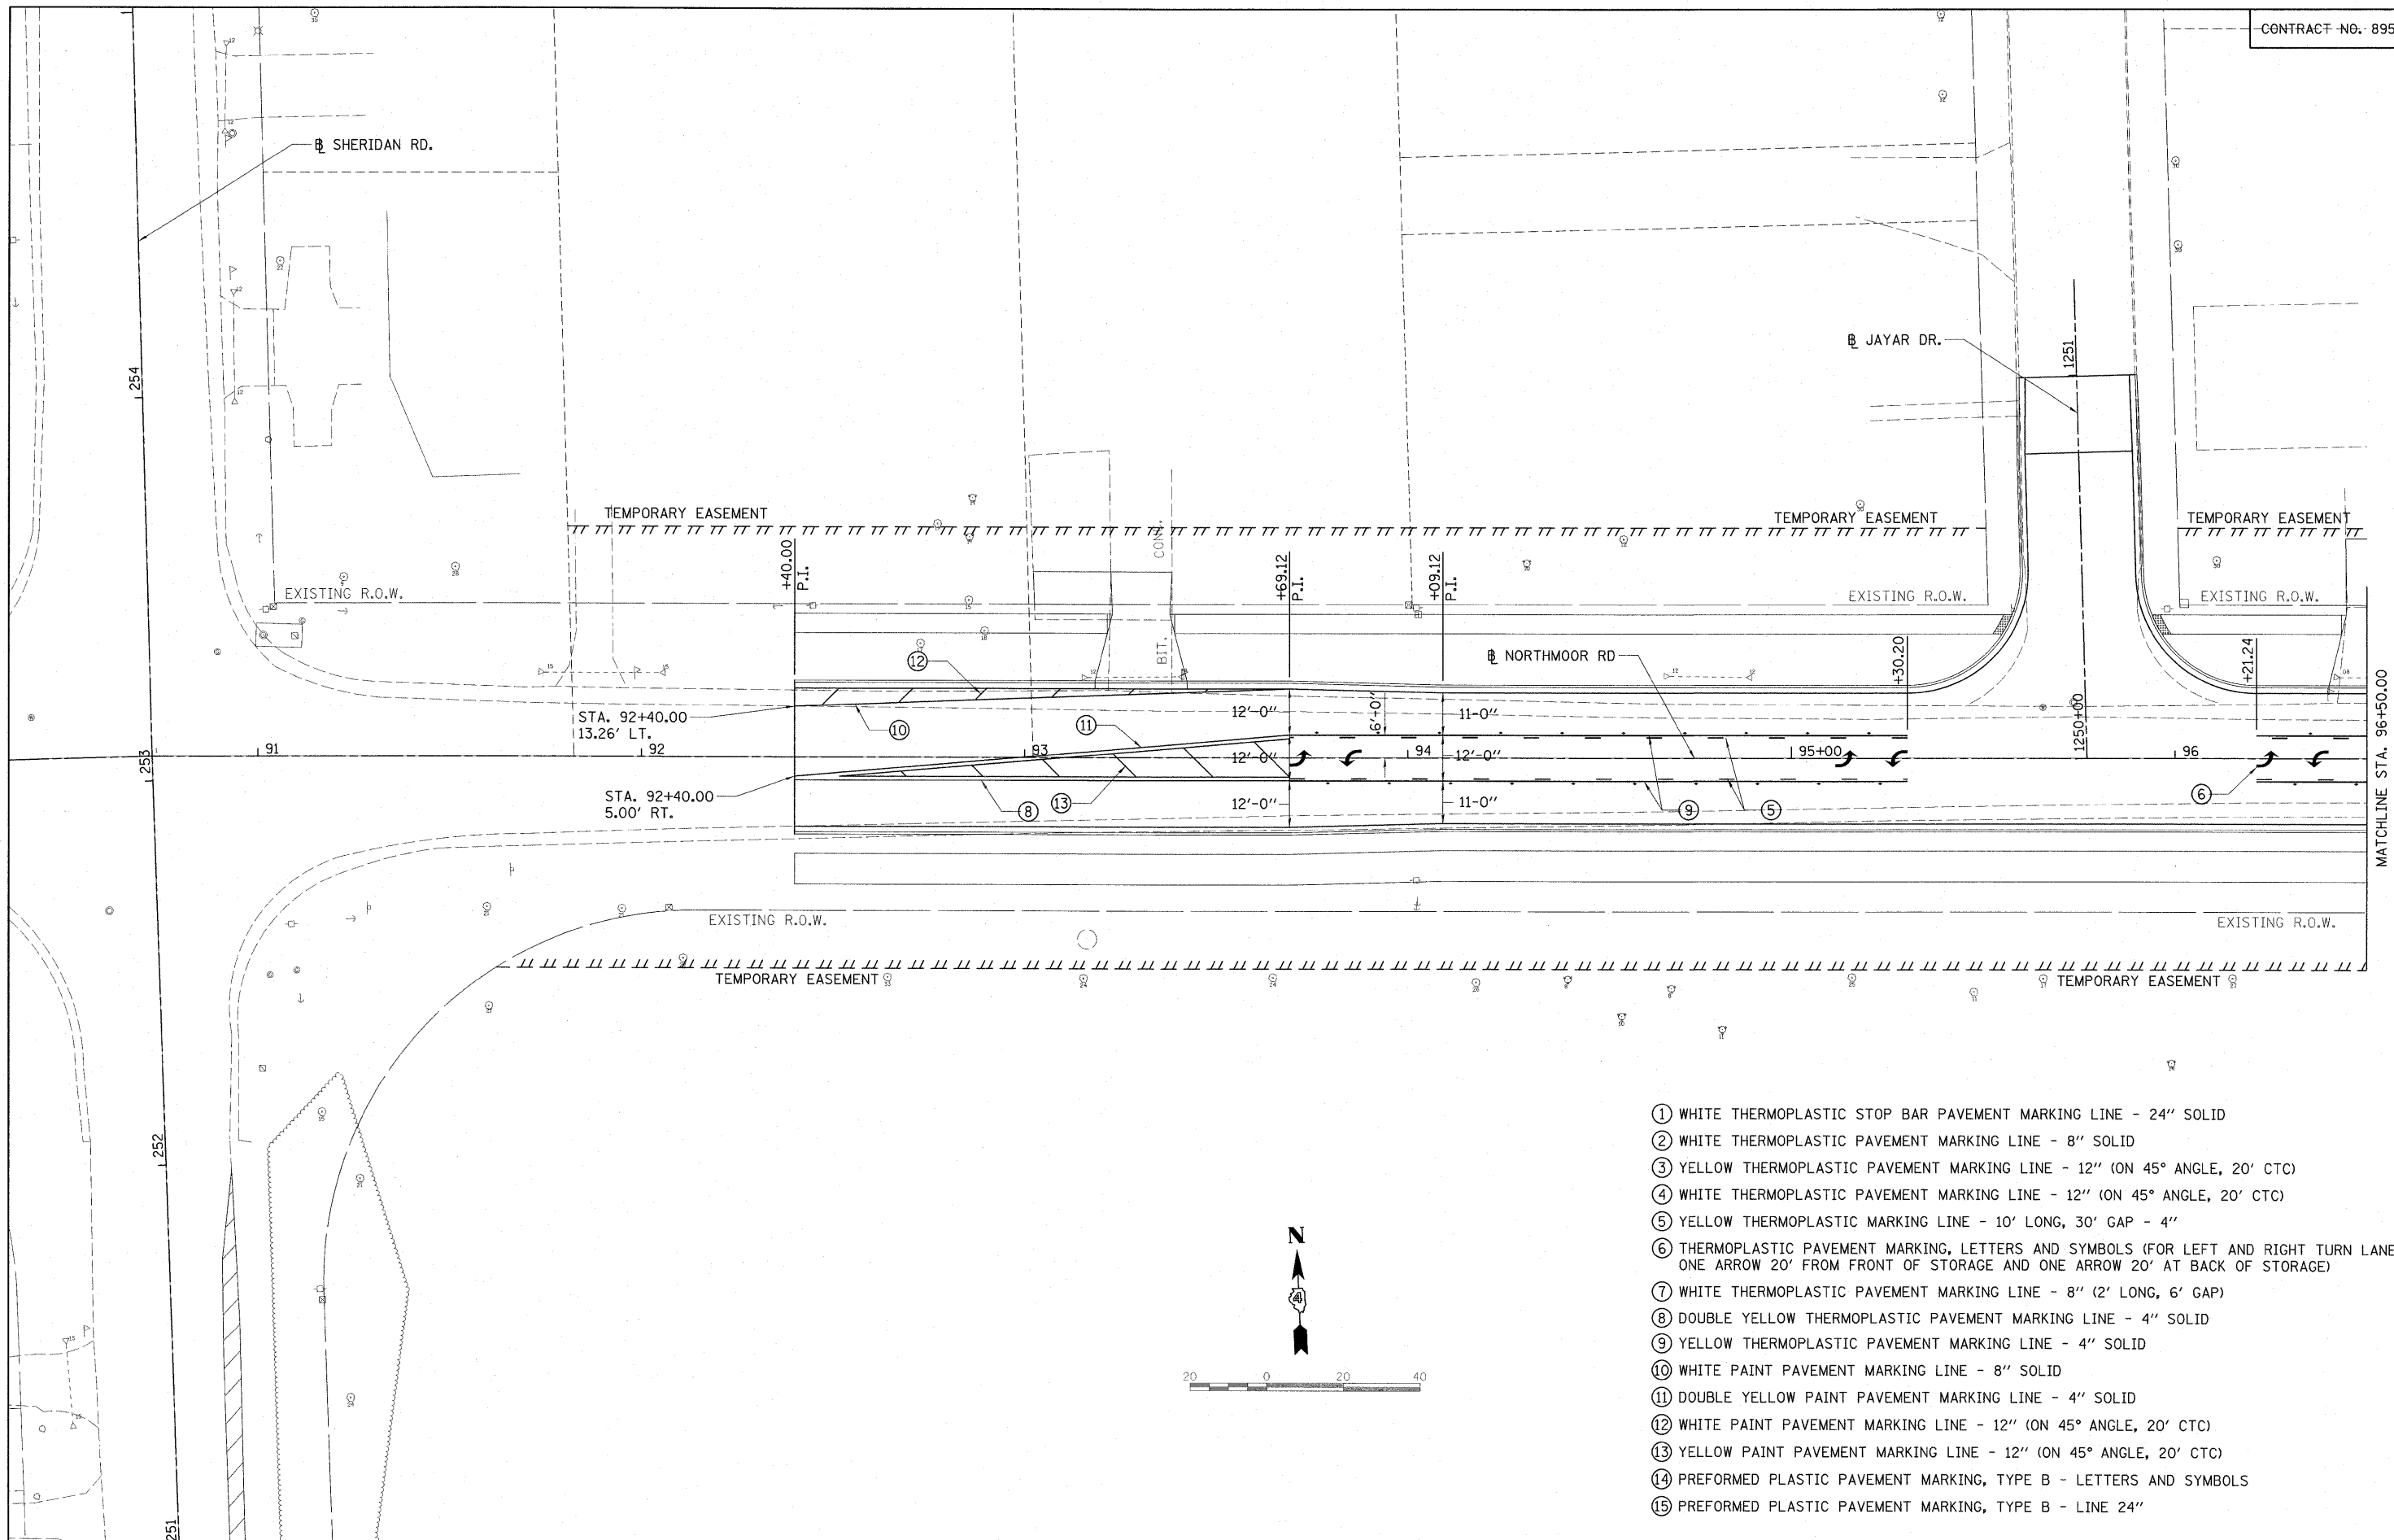 CONTRACT NO. 895
℄ SHERIDAN RD.
254
℄ JAYAR DR.
1251
TEMPORARY EASEMENT
TEMPORARY EASEMENT
TEMPORARY EASEMENT
CONC.
+40.00
P.I.
+69.12
P.I.
+09.12
P.I.
EXISTING R.O.W.
EXISTING R.O.W.
EXISTING R.O.W.
BIT.
℄ NORTHMOOR RD
+30.20
+21.24
12
STA. 92+40.00
13.26' LT.
10
11
12'-0"
6'+0"
11-0"
1250+00
MATCHLINE STA. 96+50.00
253
91
92
93
12'-0"
94
12'-0"
95+00
96
STA. 92+40.00
5.00' RT.
8
13
12'-0"
11-0"
9
5
6
EXISTING R.O.W.
EXISTING R.O.W.
TEMPORARY EASEMENT
TEMPORARY EASEMENT
252
251
N
4
20 0 20 40
1 WHITE THERMOPLASTIC STOP BAR PAVEMENT MARKING LINE - 24" SOLID
2 WHITE THERMOPLASTIC PAVEMENT MARKING LINE - 8" SOLID
3 YELLOW THERMOPLASTIC PAVEMENT MARKING LINE - 12" (ON 45° ANGLE, 20' CTC)
4 WHITE THERMOPLASTIC PAVEMENT MARKING LINE - 12" (ON 45° ANGLE, 20' CTC)
5 YELLOW THERMOPLASTIC MARKING LINE - 10' LONG, 30' GAP - 4"
6 THERMOPLASTIC PAVEMENT MARKING, LETTERS AND SYMBOLS (FOR LEFT AND RIGHT TURN LANE
ONE ARROW 20' FROM FRONT OF STORAGE AND ONE ARROW 20' AT BACK OF STORAGE)
7 WHITE THERMOPLASTIC PAVEMENT MARKING LINE - 8" (2' LONG, 6' GAP)
8 DOUBLE YELLOW THERMOPLASTIC PAVEMENT MARKING LINE - 4" SOLID
9 YELLOW THERMOPLASTIC PAVEMENT MARKING LINE - 4" SOLID
10 WHITE PAINT PAVEMENT MARKING LINE - 8" SOLID
11 DOUBLE YELLOW PAINT PAVEMENT MARKING LINE - 4" SOLID
12 WHITE PAINT PAVEMENT MARKING LINE - 12" (ON 45° ANGLE, 20' CTC)
13 YELLOW PAINT PAVEMENT MARKING LINE - 12" (ON 45° ANGLE, 20' CTC)
14 PREFORMED PLASTIC PAVEMENT MARKING, TYPE B - LETTERS AND SYMBOLS
15 PREFORMED PLASTIC PAVEMENT MARKING, TYPE B - LINE 24"